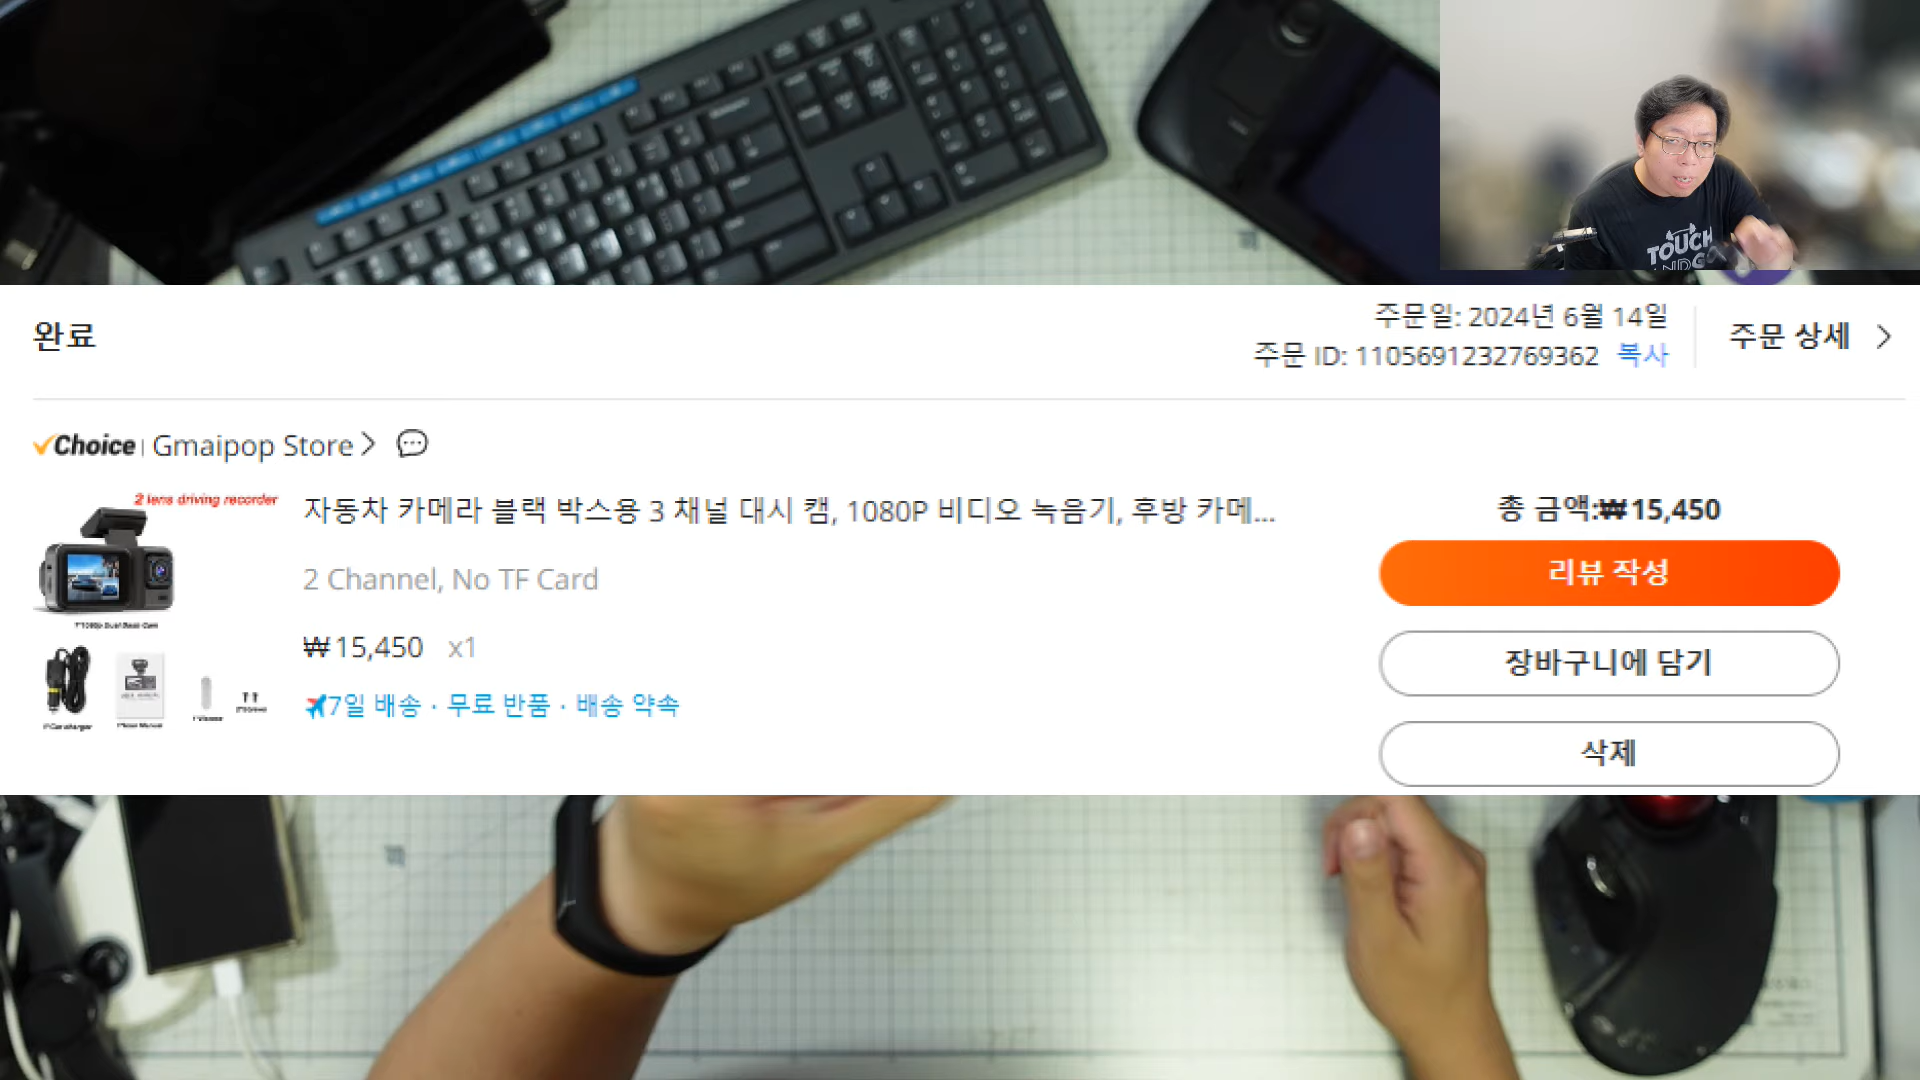 TOUCH
완료
주문일: 2024년 6월 14일
주문 ID: 1105691232769362 복사
주문 상세
Choice
Gmaipop Store
2 lens driving recorder
자동차 카메라 블랙 박스용 3 채널 대시 캠, 1080P 비디오 녹음기, 후방 카메...
2 Channel, No TF Card
₩15,450 x1
7일 배송 · 무료 반품 · 배송 약속
총 금액:₩15,450
리뷰 작성
장바구니에 담기
삭제